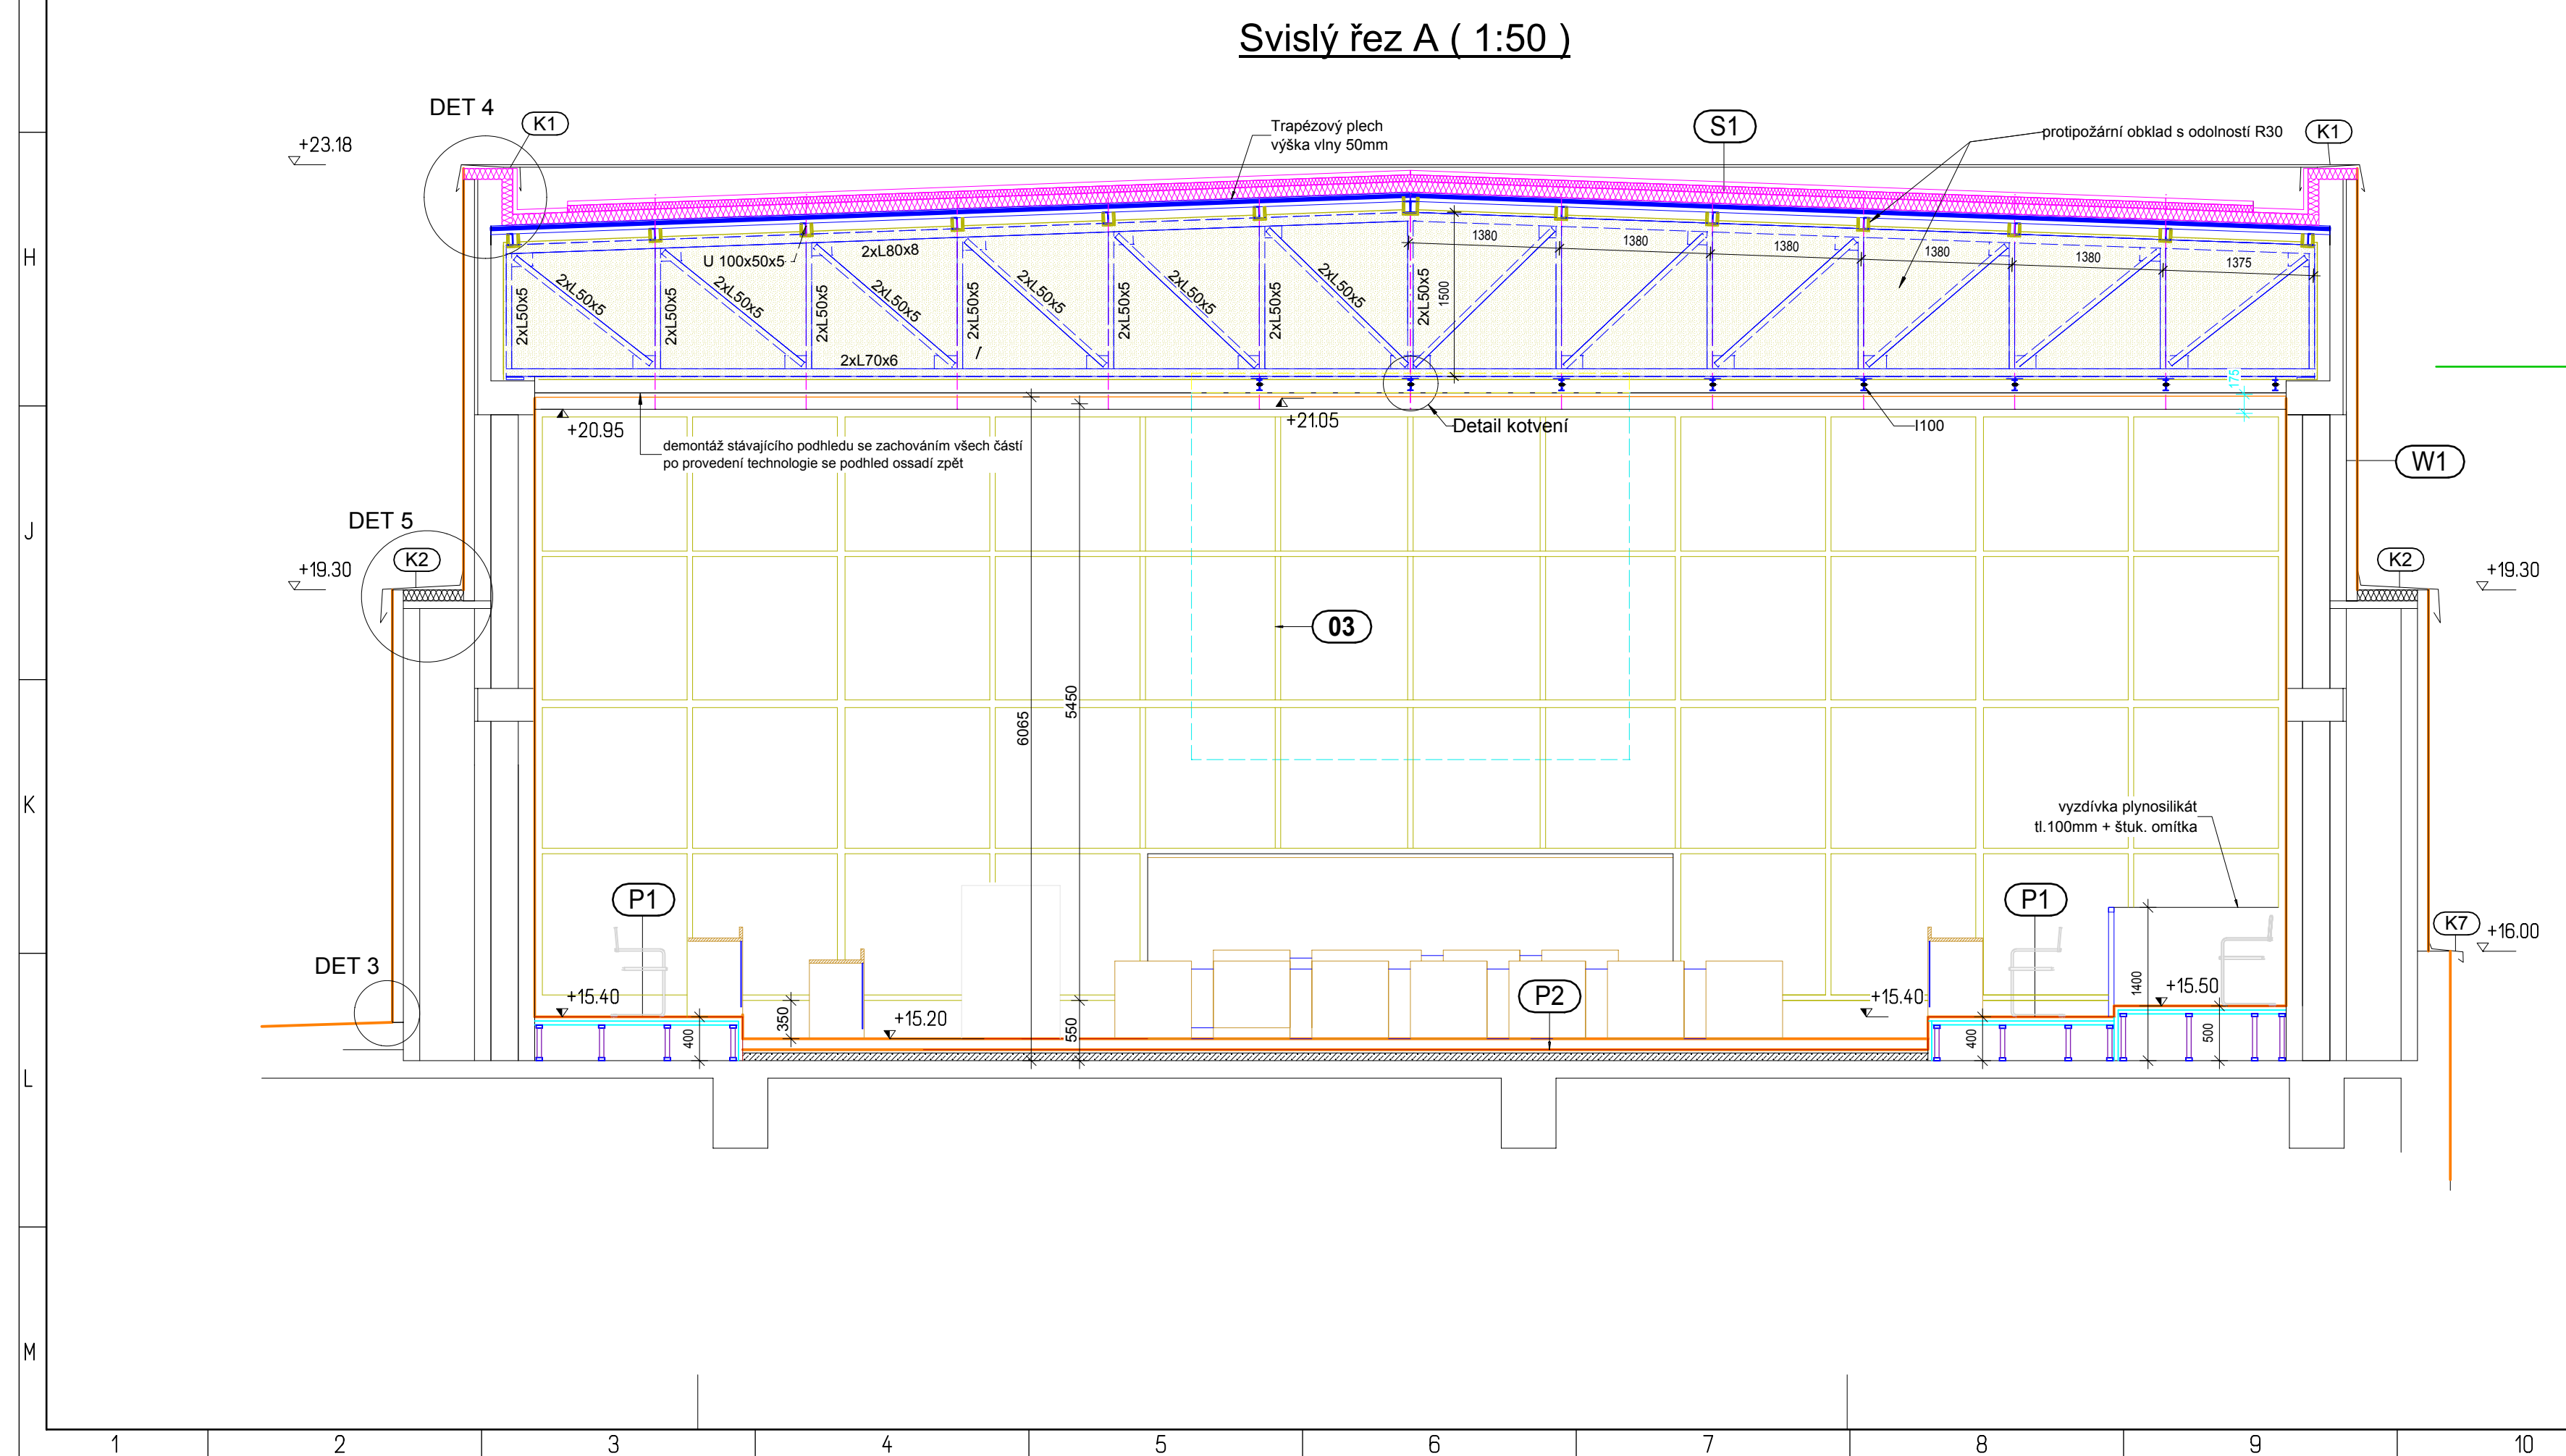 Svislý řez A ( 1:50 )
DET 4
K1
+23.18
Trapézový plech
výška vlny 50mm
S1
protipožární obklad s odolností R30
K1
H
U 100x50x5
2xL80x8
1380
1380
1380
1380
1380
1375
2xL50x5
2xL50x5
2xL50x5
2xL50x5
2xL50x5
2xL50x5
2xL50x5
2xL50x5
2xL50x5
2xL50x5
2xL50x5
2xL50x5
2xL50x5
1500
2xL70x6
175
+20.95
+21.05
Detail kotvení
I100
demontáž stávajícího podhledu se zachováním všech částí
po provedení technologie se podhled ossadí zpět
W1
DET 5
J
K2
+19.30
K2
+19.30
03
6065
5450
K
vyzdívka plynosilikát
tl.100mm + štuk. omítka
P1
P1
K7
+16.00
DET 3
+15.40
P2
+15.40
+15.50
1400
350
+15.20
400
550
400
500
L
M
1
2
3
4
5
6
7
8
9
10